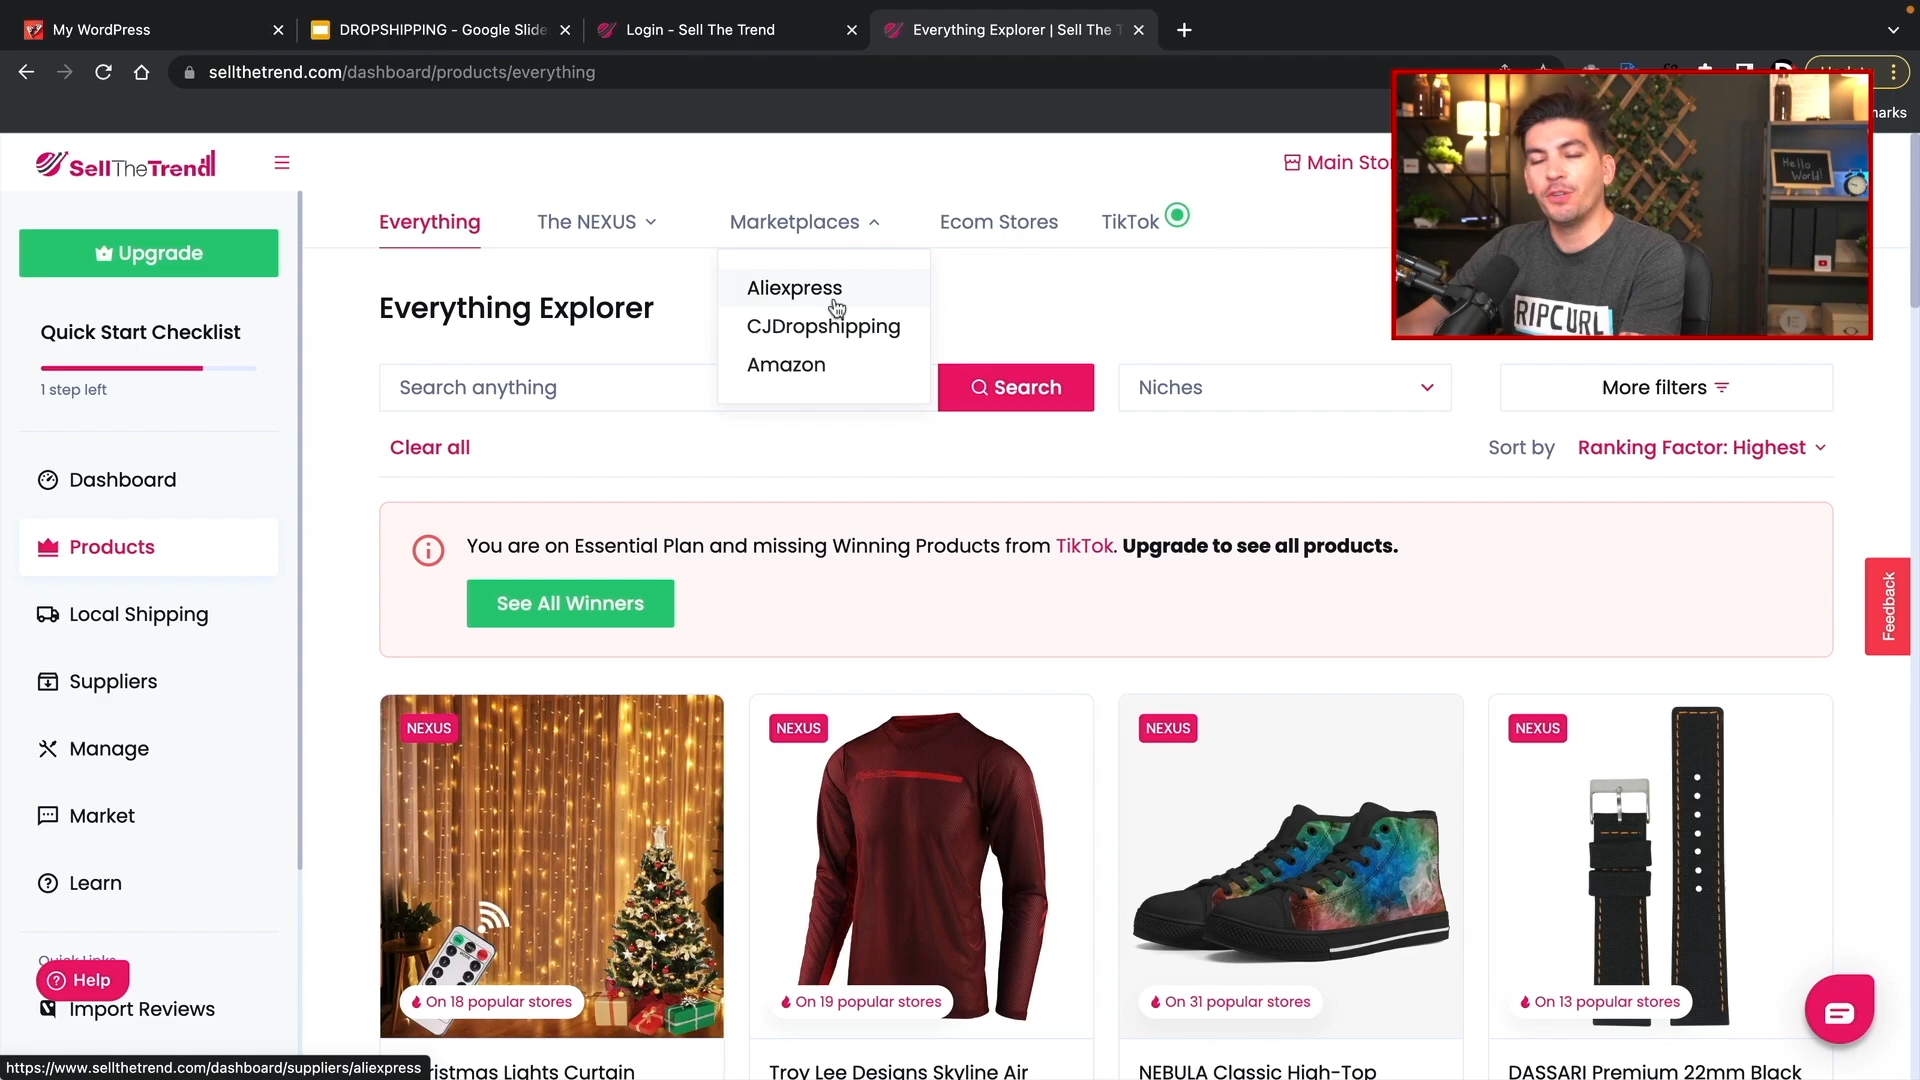 My WordPress
DROPSHIPPING - Google Slide
Login - Sell The Trend
Everything Explorer | Sell The T
sellthetrend.com/dashboard/products/everything
SellTheTrend
Main Stor
Hello World!
RIPCURL
Upgrade
Quick Start Checklist
1 step left
Dashboard
Products
Local Shipping
Suppliers
Manage
Market
Learn
Quick Links
Help
Import Reviews
Everything
The NEXUS
Marketplaces
Ecom Stores
TikTok
Aliexpress
CJDropshipping
Amazon
Everything Explorer
Search anything
Search
Niches
More filters
Clear all
Sort by
Ranking Factor: Highest
You are on Essential Plan and missing Winning Products from TikTok. Upgrade to see all products.
See All Winners
Feedback
NEXUS
NEXUS
NEXUS
NEXUS
On 18 popular stores
On 19 popular stores
On 31 popular stores
On 13 popular stores
ristmas Lights Curtain
Troy Lee Designs Skyline Air
NEBULA Classic High-Top
DASSARI Premium 22mm Black
https://www.sellthetrend.com/dashboard/suppliers/aliexpress